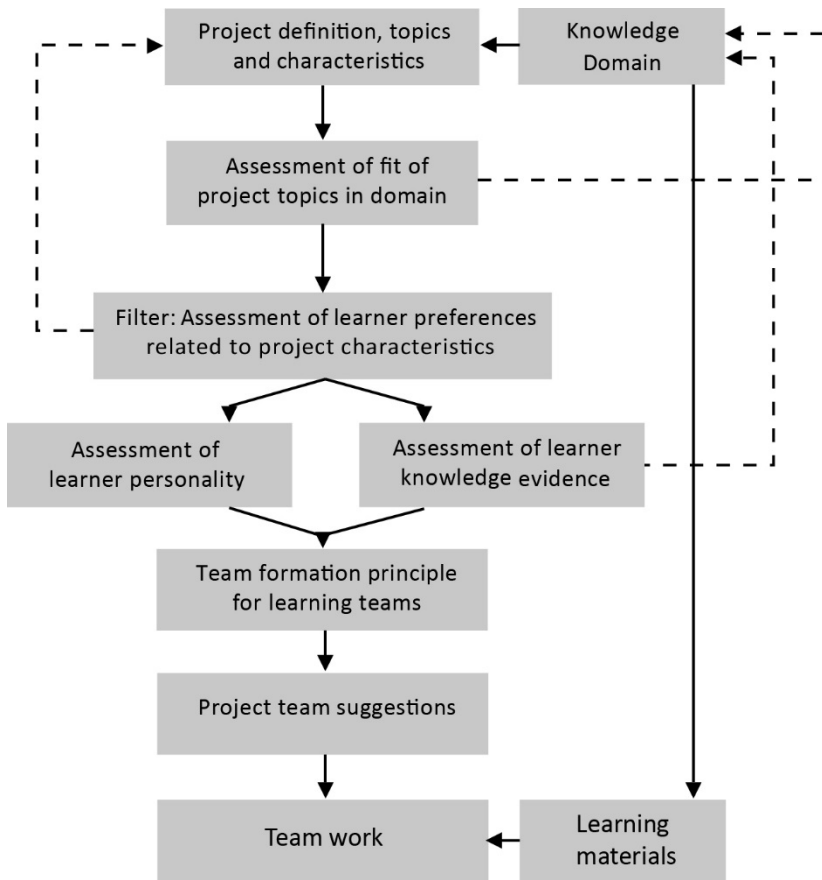 Project definition, topics
and characteristics
Knowledge
Domain
Assessment of fit of
project topics in domain
Filter: Assessment of learner preferences
related to project characteristics
Assessment of
learner personality
Assessment of learner
knowledge evidence
Team formation principle
for learning teams
Project team suggestions
Team work
Learning
materials